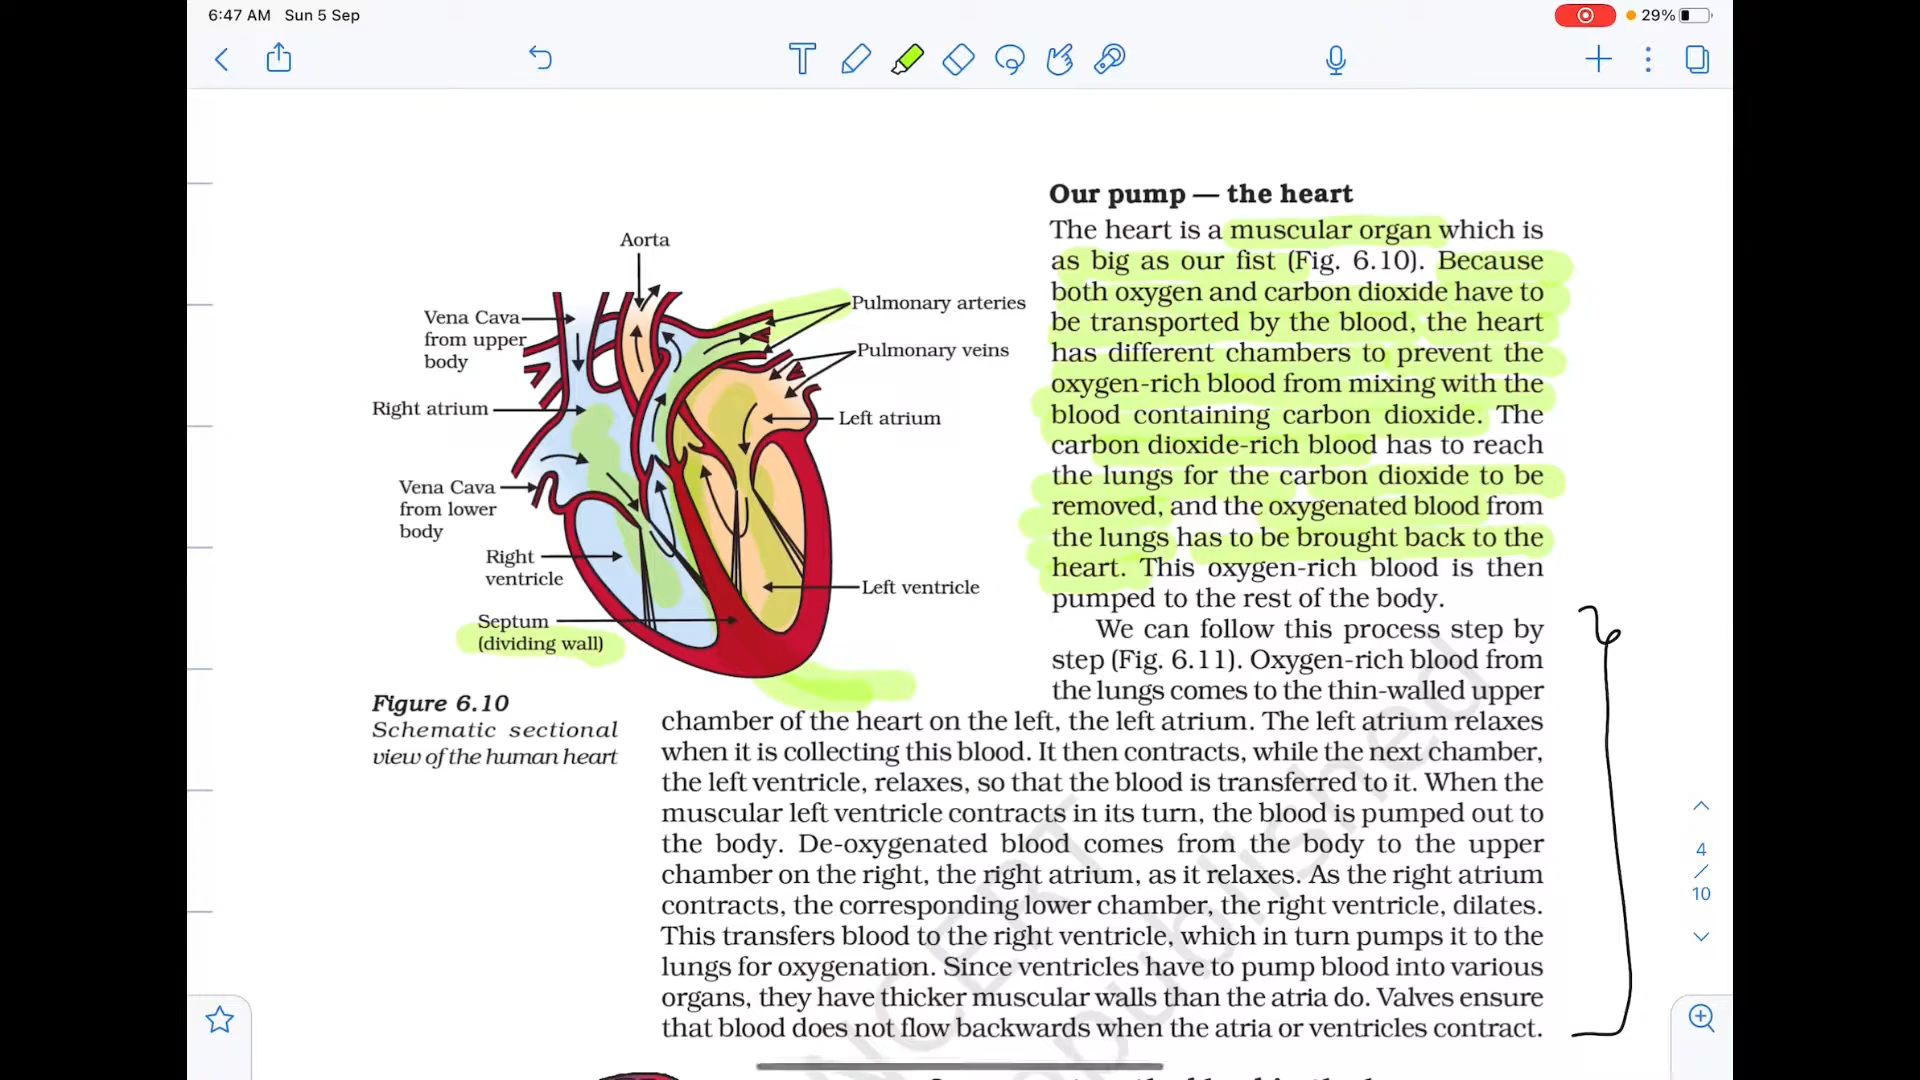 6:47 AM Sun 5 Sep
29%
Our pump — the heart
The heart is a muscular organ which is
as big as our fist (Fig. 6.10). Because
both oxygen and carbon dioxide have to
be transported by the blood, the heart
has different chambers to prevent the
oxygen-rich blood from mixing with the
blood containing carbon dioxide. The
carbon dioxide-rich blood has to reach
the lungs for the carbon dioxide to be
removed, and the oxygenated blood from
the lungs has to be brought back to the
heart. This oxygen-rich blood is then
pumped to the rest of the body.
We can follow this process step by
step (Fig. 6.11). Oxygen-rich blood from
the lungs comes to the thin-walled upper
chamber of the heart on the left, the left atrium. The left atrium relaxes
when it is collecting this blood. It then contracts, while the next chamber,
the left ventricle, relaxes, so that the blood is transferred to it. When the
muscular left ventricle contracts in its turn, the blood is pumped out to
the body. De-oxygenated blood comes from the body to the upper
chamber on the right, the right atrium, as it relaxes. As the right atrium
contracts, the corresponding lower chamber, the right ventricle, dilates.
This transfers blood to the right ventricle, which in turn pumps it to the
lungs for oxygenation. Since ventricles have to pump blood into various
organs, they have thicker muscular walls than the atria do. Valves ensure
that blood does not flow backwards when the atria or ventricles contract.
Aorta
Vena Cava
from upper
body
Right atrium
Vena Cava
from lower
body
Right
ventricle
Septum
(dividing wall)
Pulmonary arteries
Pulmonary veins
Left atrium
Left ventricle
Figure 6.10
Schematic sectional
view of the human heart
4
/
10
NCERT
republished